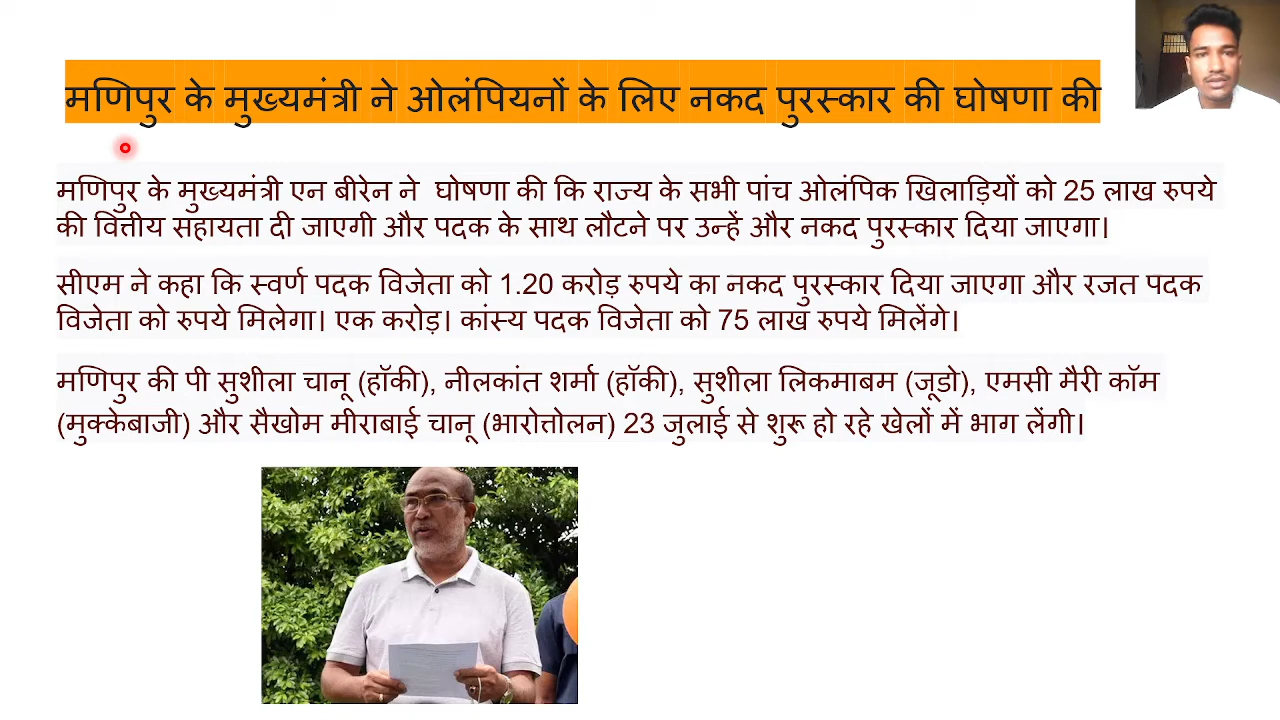 मणिपुर के मुख्यमंत्री ने ओलंपियनों के लिए नकद पुरस्कार की घोषणा की
मणिपुर के मुख्यमंत्री एन बीरेन ने घोषणा की कि राज्य के सभी पांच ओलंपिक खिलाड़ियों को 25 लाख रुपये
की वित्तीय सहायता दी जाएगी और पदक के साथ लौटने पर उन्हें और नकद पुरस्कार दिया जाएगा।
सीएम ने कहा कि स्वर्ण पदक विजेता को 1.20 करोड़ रुपये का नकद पुरस्कार दिया जाएगा और रजत पदक
विजेता को रुपये मिलेगा। एक करोड़। कांस्य पदक विजेता को 75 लाख रुपये मिलेंगे।
मणिपुर की पी सुशीला चानू (हॉकी), नीलकांत शर्मा (हॉकी), सुशीला लिकमाबम (जूडो), एमसी मैरी कॉम
(मुक्केबाजी) और सैखोम मीराबाई चानू (भारोत्तोलन) 23 जुलाई से शुरू हो रहे खेलों में भाग लेंगी।